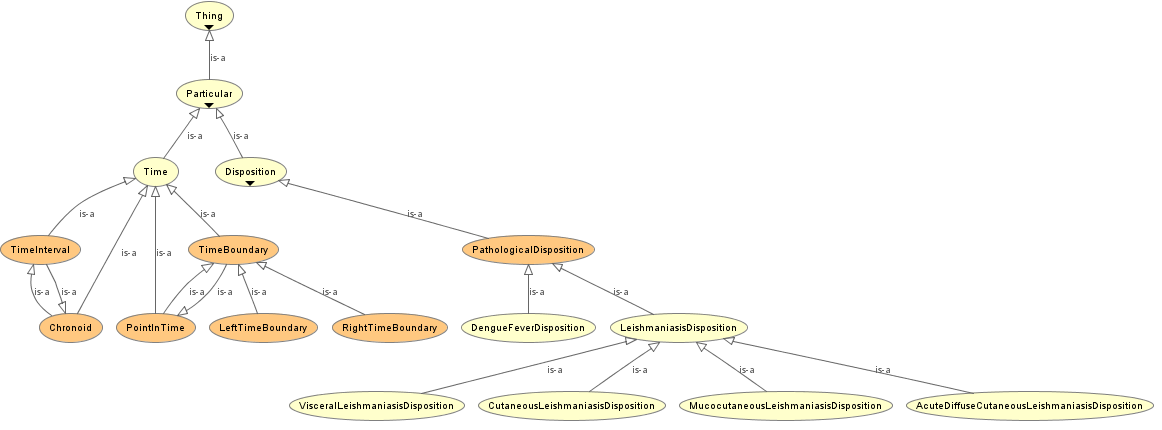 Thing
is-a
Particular
is-a
is-a
Time
Disposition
is-a
is-a
is-a
TimeInterval
TimeBoundary
PathologicalDisposition
is-a
is-a
is-a
is-a
is-a
is-a
is-a
is-a
is-a
is-a
Chronoid
PointInTime
LeftTimeBoundary
RightTimeBoundary
DengueFeverDisposition
LeishmaniasisDisposition
is-a
is-a
is-a
is-a
VisceralLeishmaniasisDisposition
CutaneousLeishmaniasisDisposition
MucocutaneousLeishmaniasisDisposition
AcuteDiffuseCutaneousLeishmaniasisDisposition